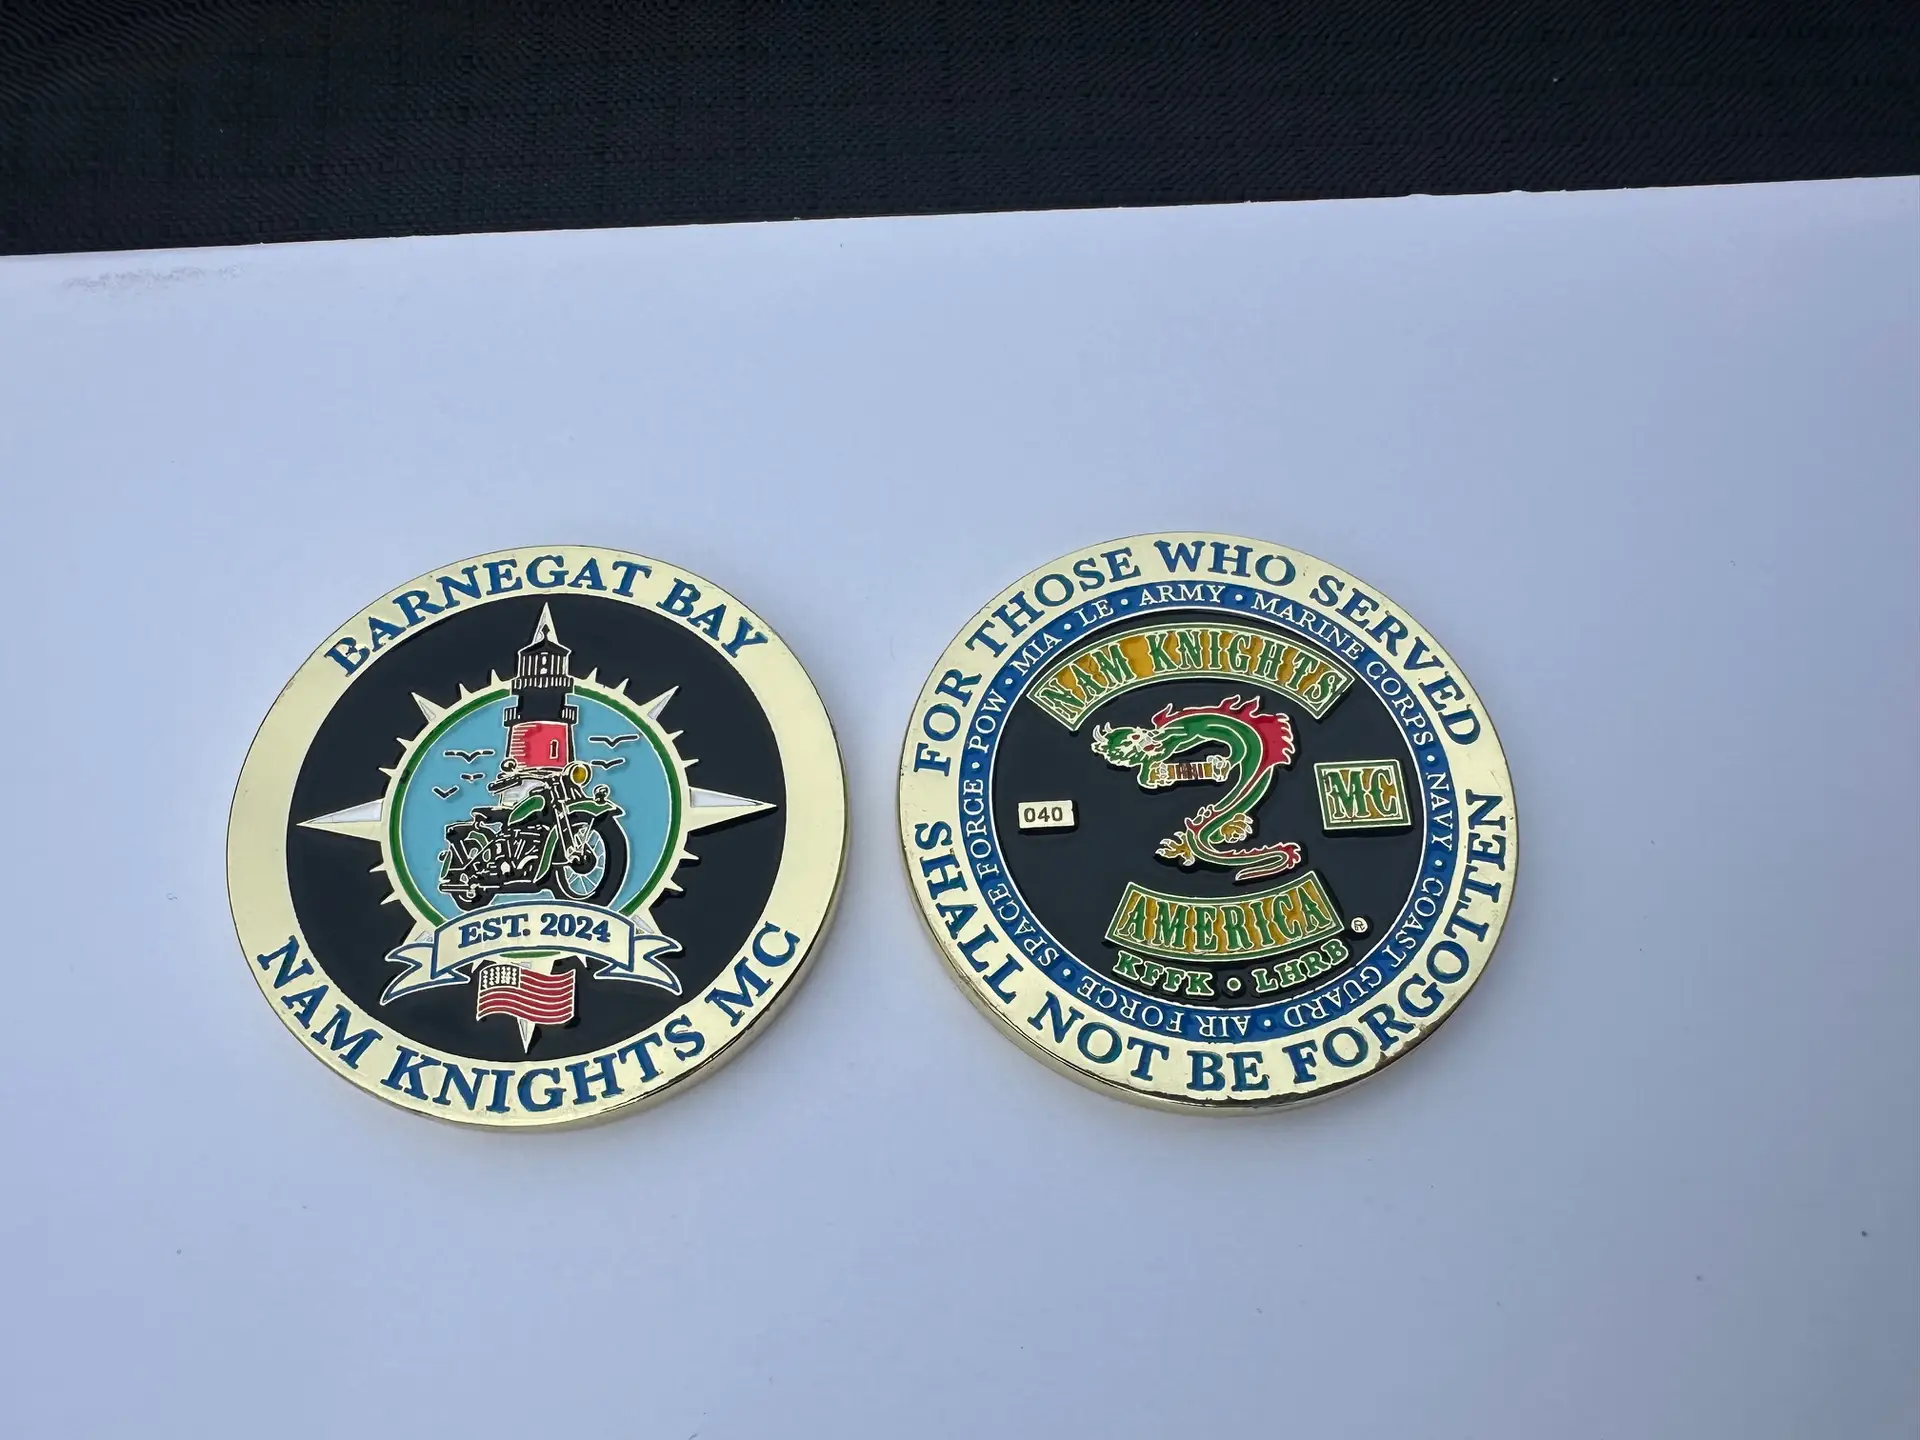 BARNEGAT BAY
EST. 2024
NAM KNIGHTS MC
FOR THOSE WHO SERVED
SHALL NOT BE FORGOTTEN
POW · MIA · LE · ARMY · MARINE CORPS · NAVY · COAST GUARD · AIR FORCE · SPACE FORCE ·
NAM KNIGHTS
040
MC
AMERICA
®
KFFK · LHRB